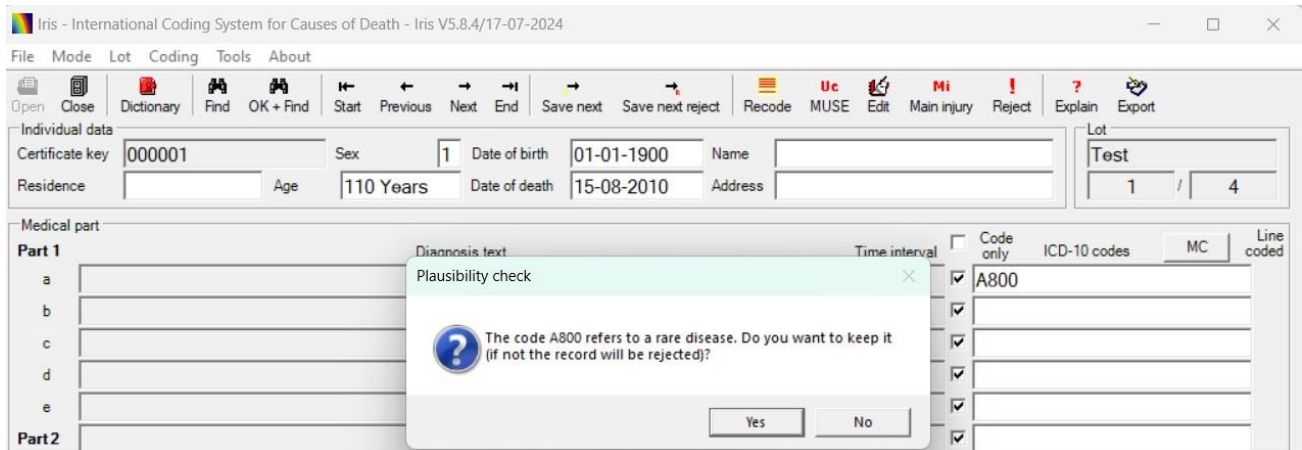 Iris - International Coding System for Causes of Death - Iris V5.8.4/17-07-2024
File Mode Lot Coding Tools About
Open Close Dictionary Find OK + Find Start Previous Next End Save next Save next reject Recode Uc MUSE Edit Mi Main injury ! Reject ? Explain Export
Individual data Lot
Certificate key 000001 Sex 1 Date of birth 01-01-1900 Name Test
Residence Age 110 Years Date of death 15-08-2010 Address 1 / 4
Medical part
Part 1 Diagnosis text Time interval Code only ICD-10 codes MC Line coded
Plausibility check
a A800
b
The code A800 refers to a rare disease. Do you want to keep it
(if not the record will be rejected)?
c
d
e
Yes No
Part 2